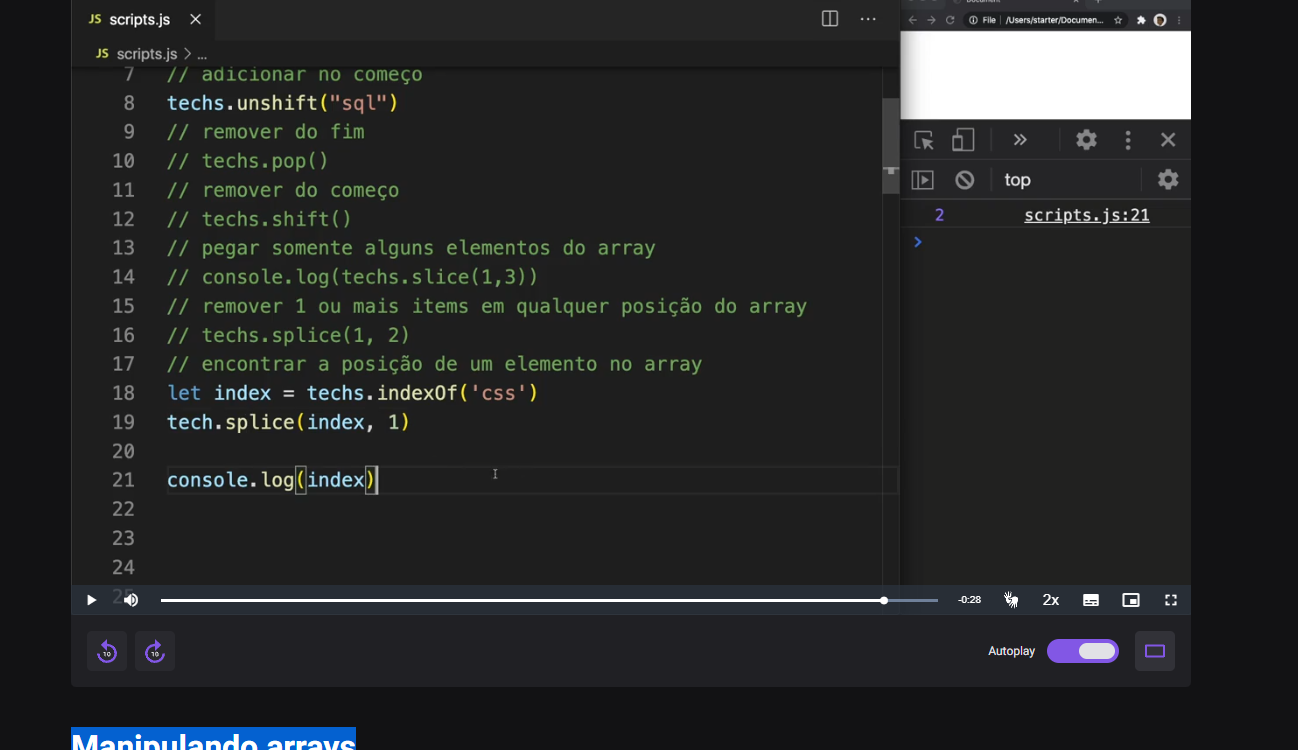 JS scripts.js
JS scripts.js > ...
7 // adicionar no começo
8 techs.unshift("sql")
9 // remover do fim
10 // techs.pop()
11 // remover do começo
12 // techs.shift()
13 // pegar somente alguns elementos do array
14 // console.log(techs.slice(1,3))
15 // remover 1 ou mais items em qualquer posição do array
16 // techs.splice(1, 2)
17 // encontrar a posição de um elemento no array
18 let index = techs.indexOf('css')
19 tech.splice(index, 1)
20
21 console.log(index)
22
23
24
25
Document
File /Users/starter/Documen...
top
2 scripts.js:21
-0:28 2x
10 10 Autoplay
Manipulando arrays